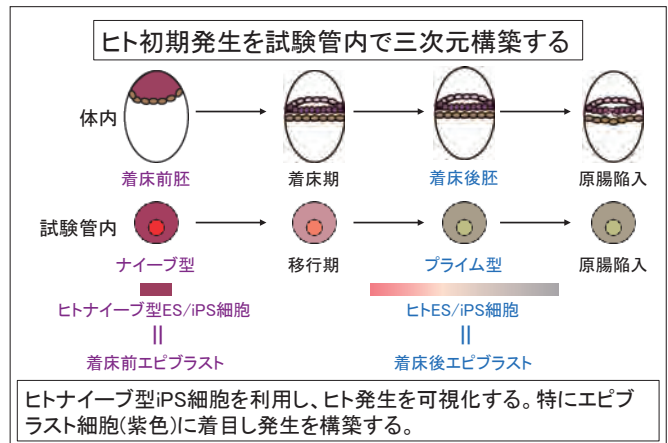 ヒト初期発生を試験管内で三次元構築する
体内
着床前胚
着床期
着床後胚
原腸陥入
試験管内
ナイーブ型
移行期
プライム型
原腸陥入
ヒトナイーブ型ES/iPS細胞
ヒトES/iPS細胞
||
||
着床前エピブラスト
着床後エピブラスト
ヒトナイーブ型iPS細胞を利用し、ヒト発生を可視化する。特にエピブ
ラスト細胞(紫色)に着目し発生を構築する。